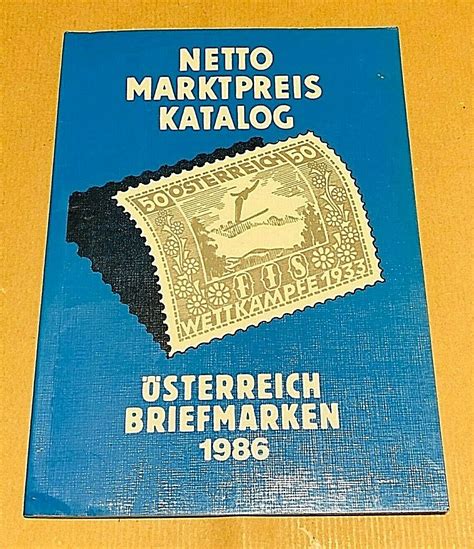 NETTO
MARKTPREIS
KATALOG
50 ÖSTERREICH 50
FIS
WETTKÄMPFE 1933
ÖSTERREICH
BRIEFMARKEN
1986